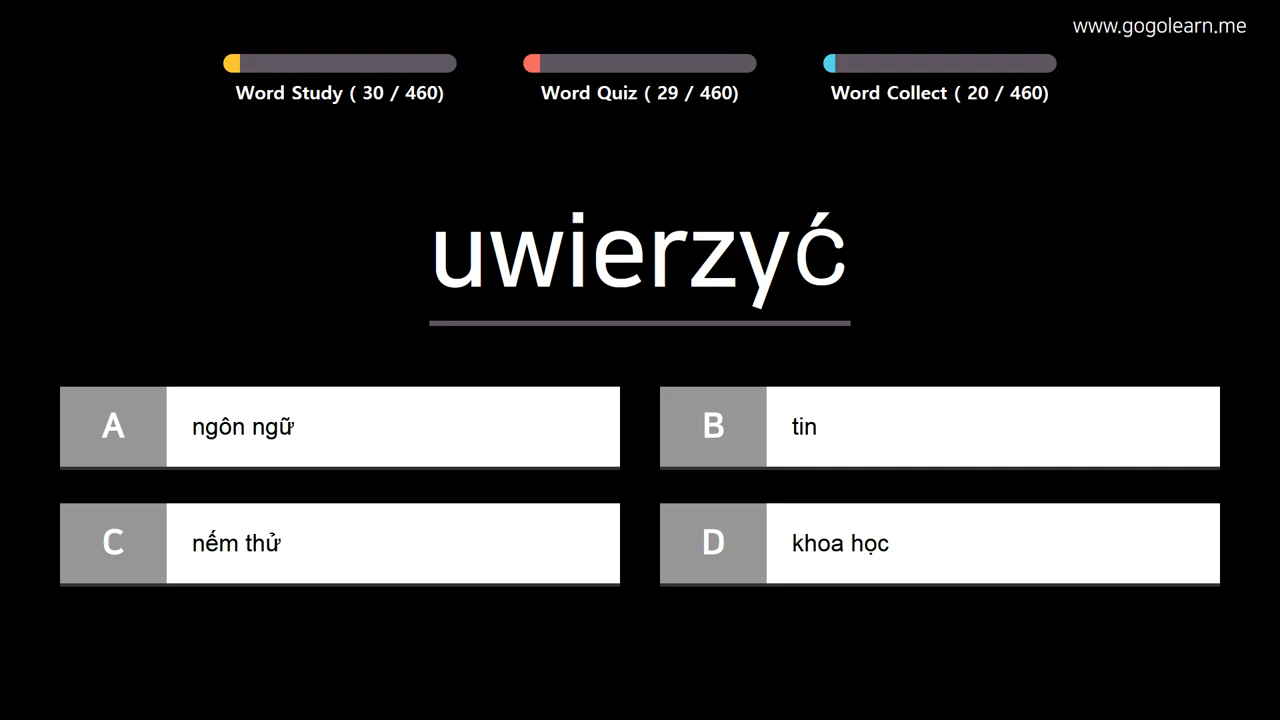 www.gogolearn.me
Word Study ( 30 / 460)
Word Quiz ( 29 / 460)
Word Collect ( 20 / 460)
uwierzyć
A ngôn ngữ
B tin
C nếm thử
D khoa học